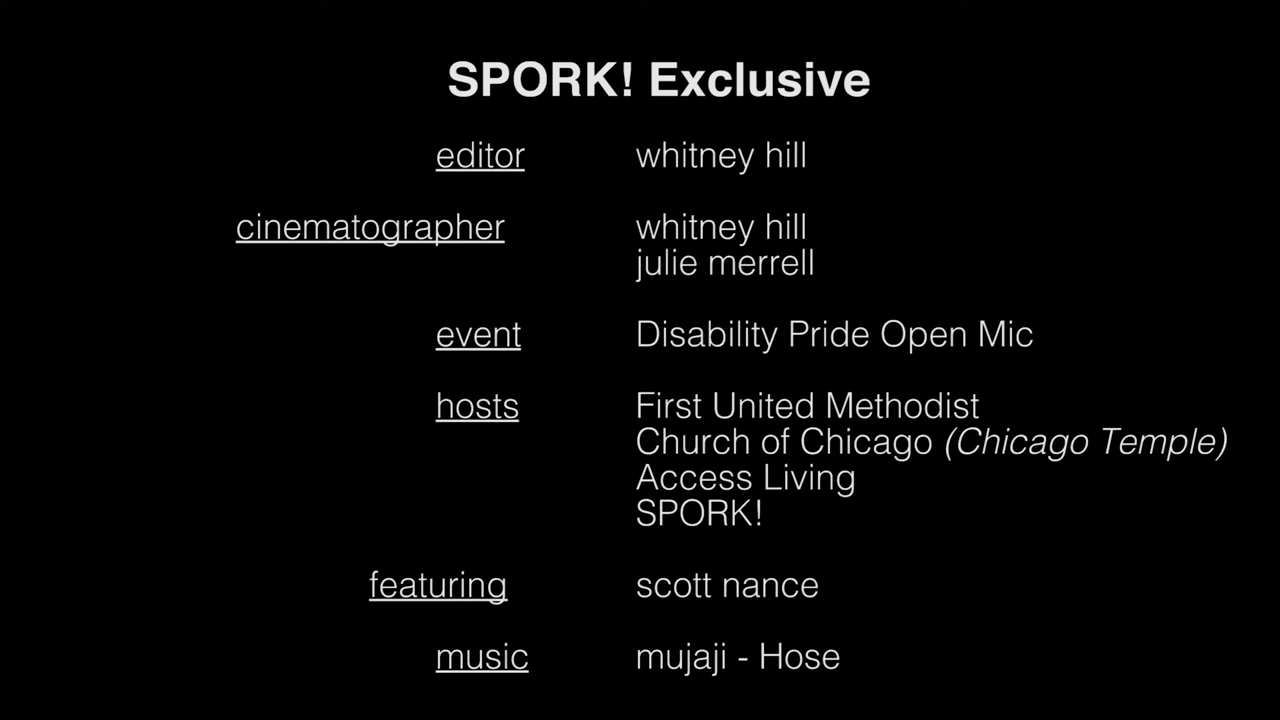 SPORK! Exclusive
editor whitney hill
cinematographer whitney hill
julie merrell
event Disability Pride Open Mic
hosts First United Methodist
Church of Chicago (Chicago Temple)
Access Living
SPORK!
featuring scott nance
music mujaji - Hose